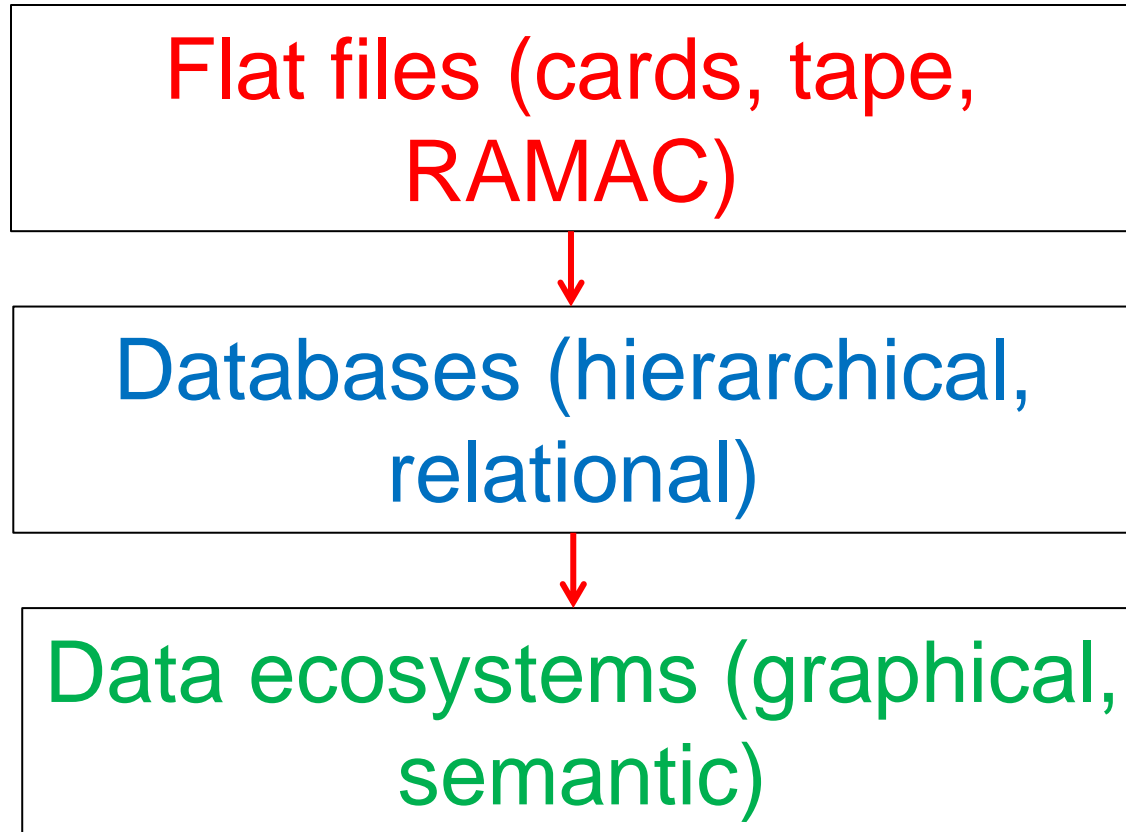 Flat files (cards, tape,
RAMAC)
Databases (hierarchical,
relational)
Data ecosystems (graphical,
semantic)